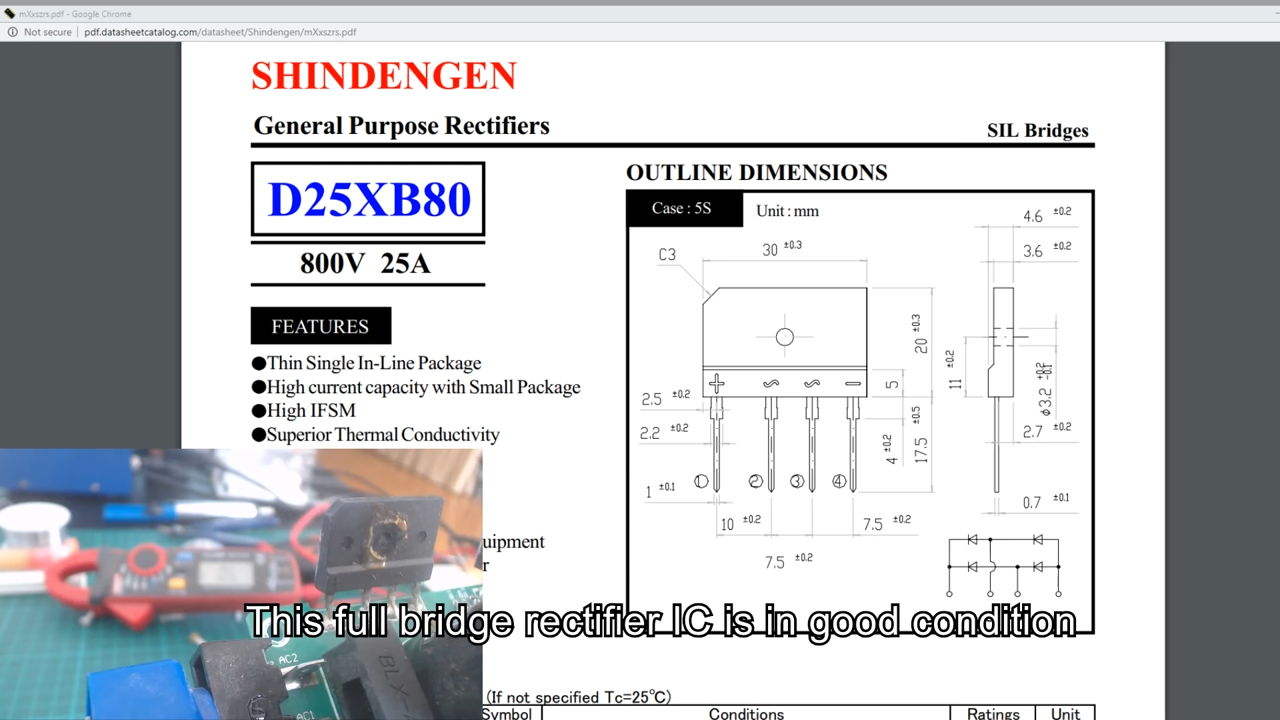 mXxszrs.pdf - Google Chrome
Not secure | pdf.datasheetcatalog.com/datasheet/Shindengen/mXxszrs.pdf
SHINDENGEN
General Purpose Rectifiers
SIL Bridges
D25XB80
800V 25A
FEATURES
●Thin Single In-Line Package
●High current capacity with Small Package
●High IFSM
●Superior Thermal Conductivity
uipment
r
OUTLINE DIMENSIONS
Case : 5S
Unit : mm
4.6 ±0.2
3.6 ±0.2
C3
30 ±0.3
20 ±0.3
11 ±0.2
5
2.5 ±0.2
2.2 ±0.2
17.5 ±0.5
4 ±0.2
2.7 ±0.2
+ ~ ~ -
① ② ③ ④
1 ±0.1
0.7 ±0.1
10 ±0.2
7.5 ±0.2
7.5 ±0.2
This full bridge rectifier IC is in good condition
AC2
BLX-A
AC1
(If not specified Tc=25℃)
Symbol
Conditions
Ratings
Unit